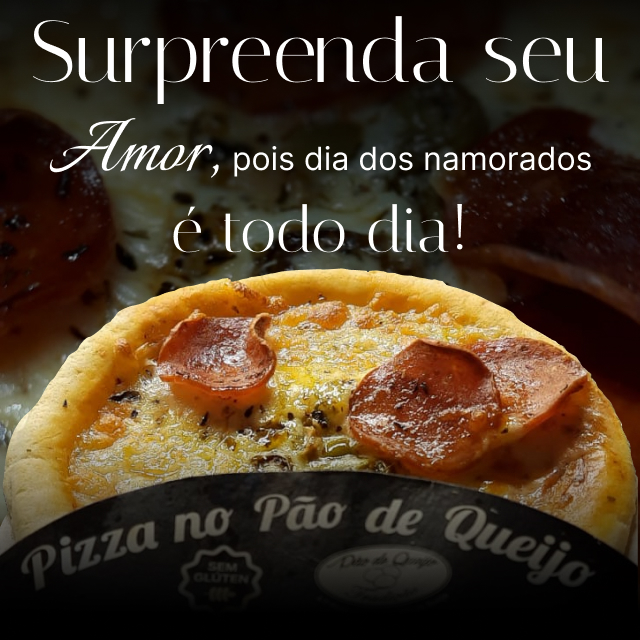 Surpreenda seu
Amor, pois dia dos namorados
é todo dia!
Pizza no Pão de Queijo
SEM
GLÚTEN